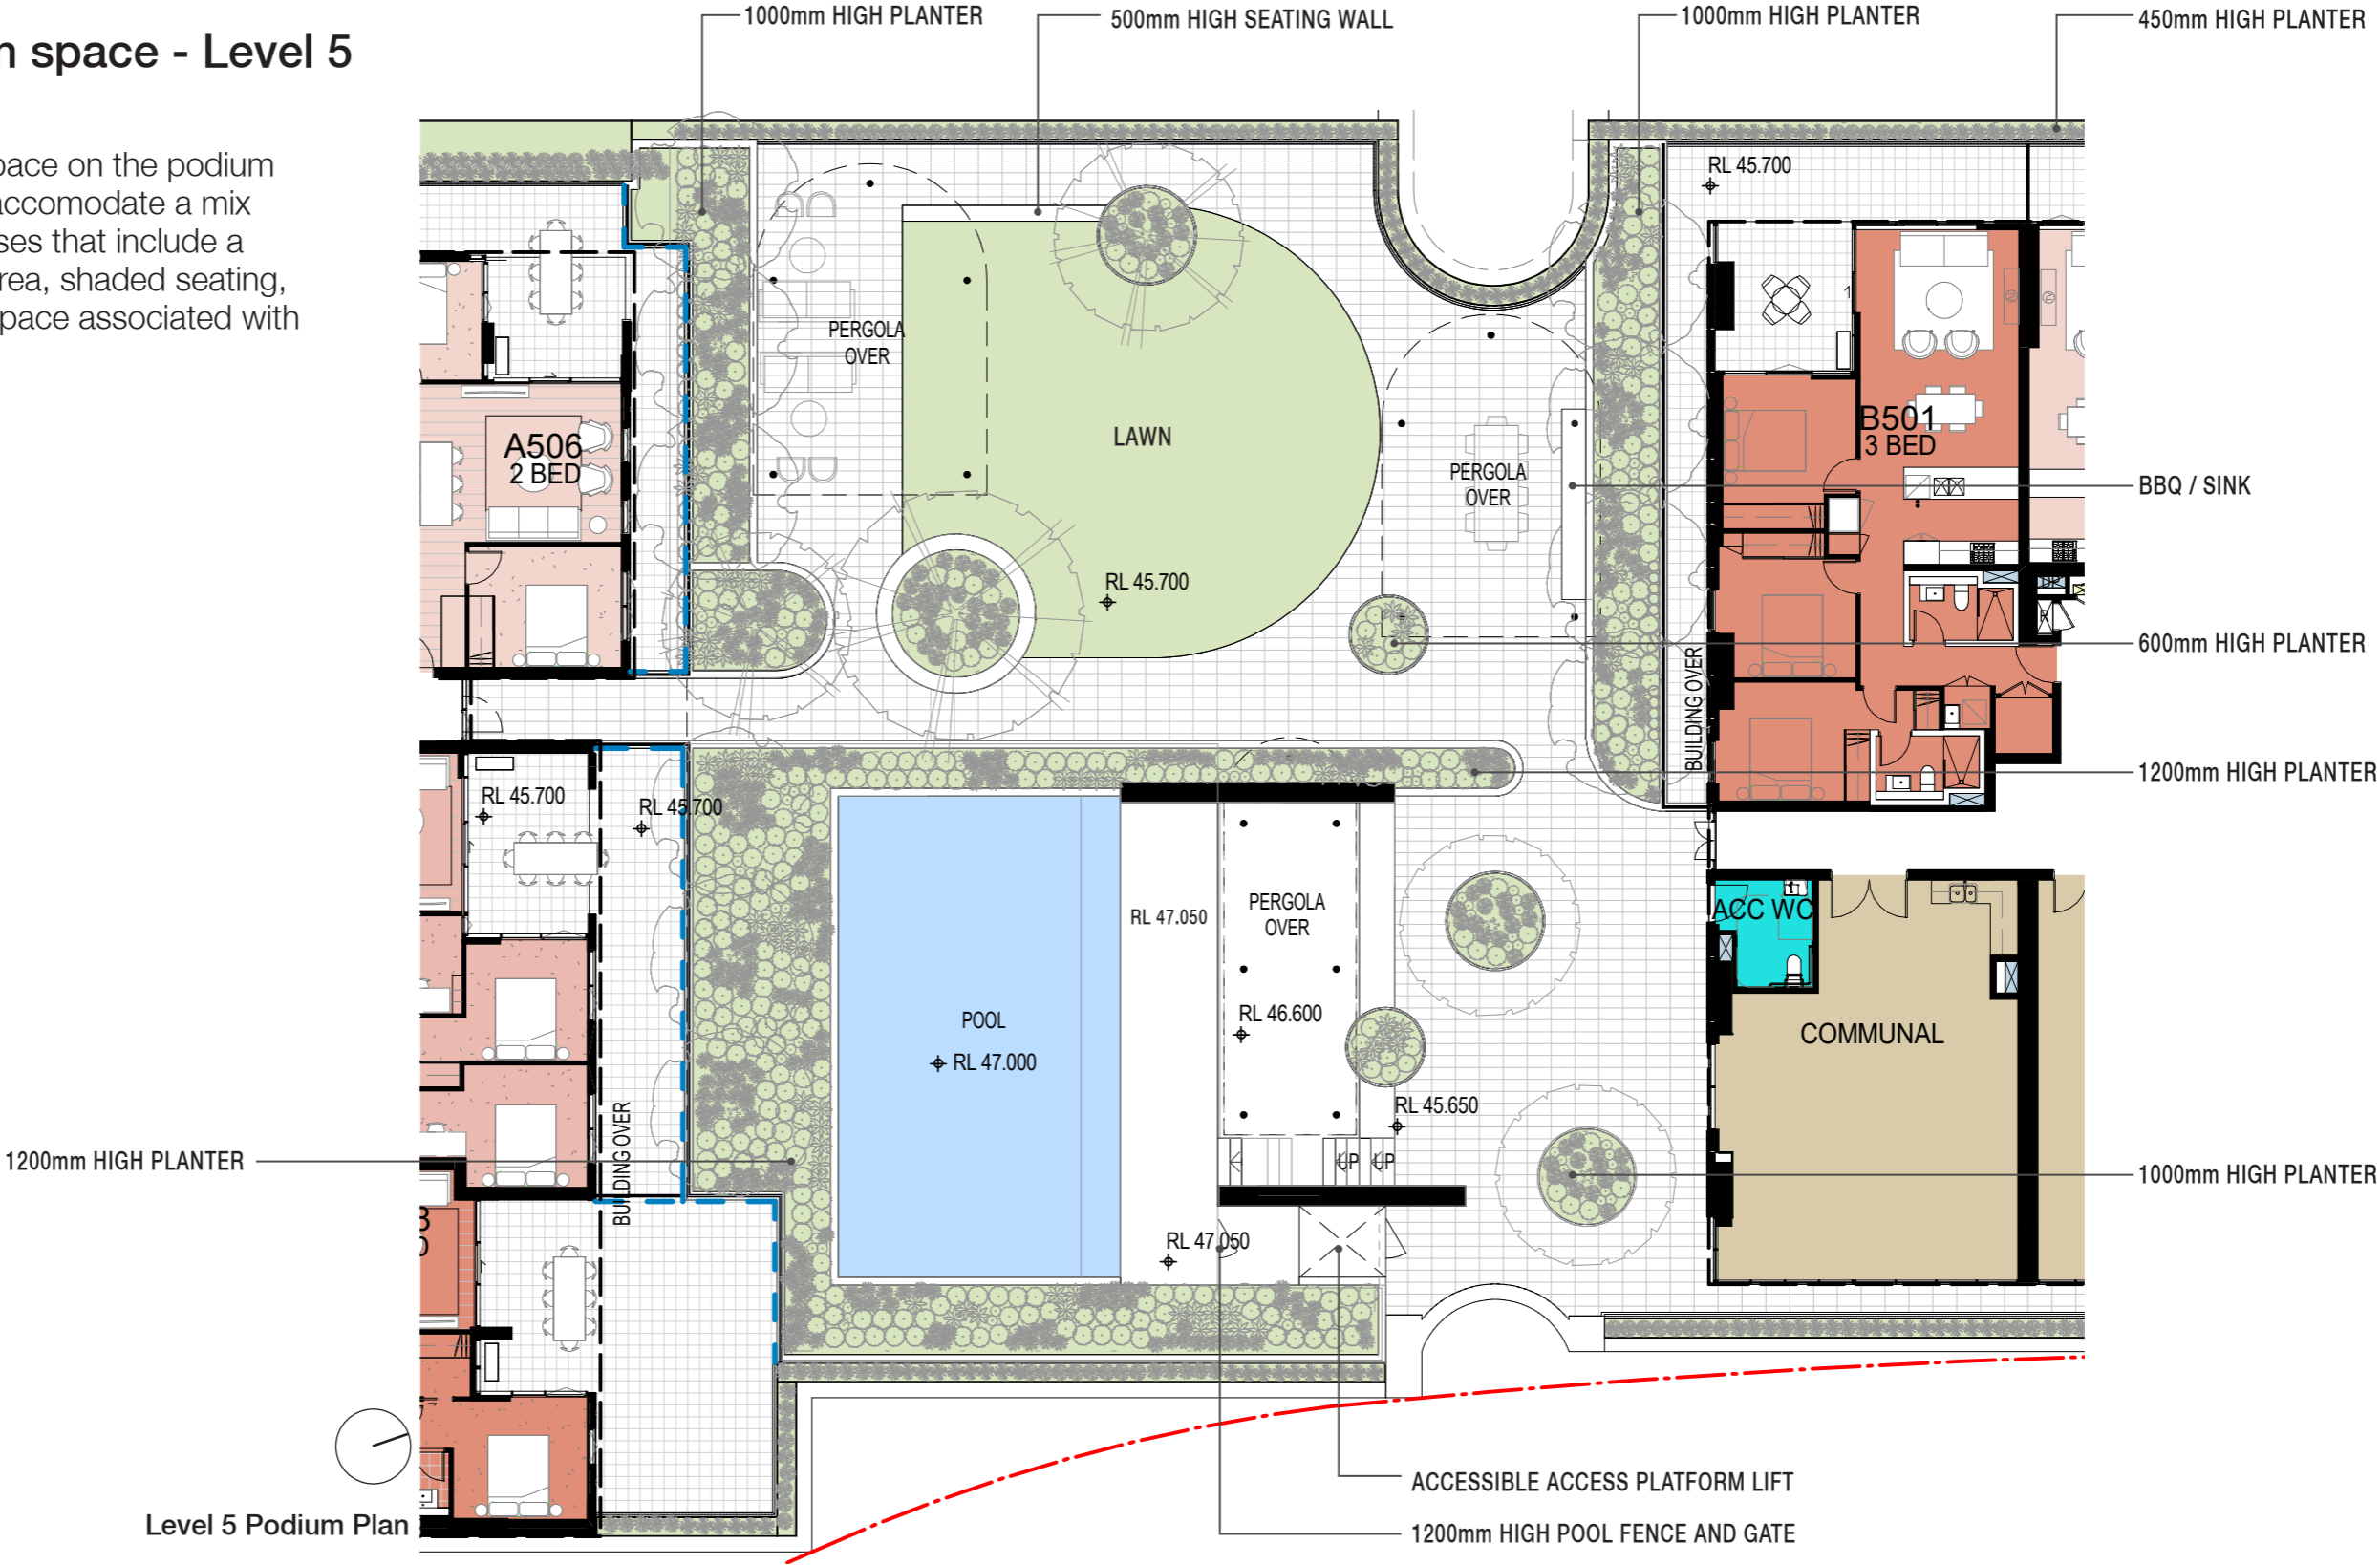 n space - Level 5
pace on the podium
accomodate a mix
ses that include a
rea, shaded seating,
pace associated with
1000mm HIGH PLANTER
500mm HIGH SEATING WALL
1000mm HIGH PLANTER
450mm HIGH PLANTER
RL 45.700
PERGOLA
OVER
LAWN
A506
2 BED
B501
3 BED
PERGOLA
OVER
BBQ / SINK
RL 45.700
600mm HIGH PLANTER
BUILDING OVER
1200mm HIGH PLANTER
RL 45.700
RL 45.700
RL 47.050
PERGOLA
OVER
ACC WC
POOL
RL 47.000
RL 46.600
COMMUNAL
RL 45.650
1200mm HIGH PLANTER
BUILDING OVER
UP
UP
1000mm HIGH PLANTER
RL 47.050
ACCESSIBLE ACCESS PLATFORM LIFT
1200mm HIGH POOL FENCE AND GATE
Level 5 Podium Plan